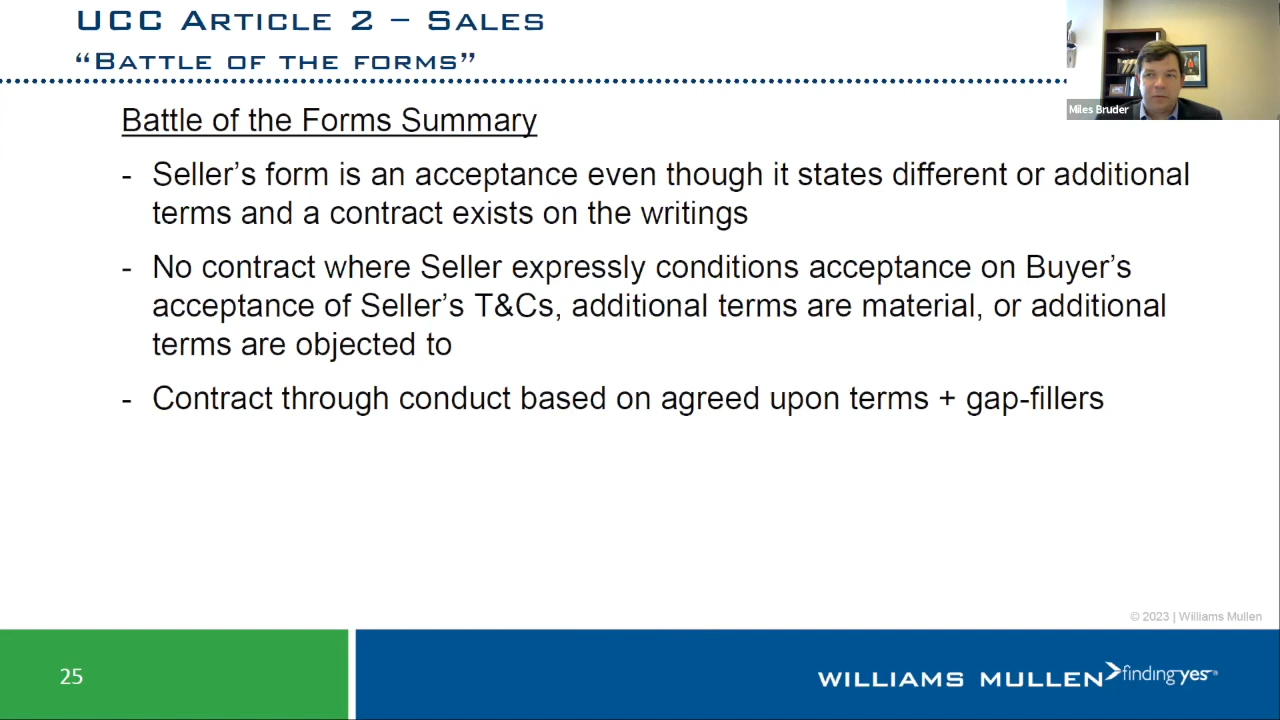 UCC ARTICLE 2 – SALES
“BATTLE OF THE FORMS”
Miles Bruder
Battle of the Forms Summary
- Seller’s form is an acceptance even though it states different or additional
terms and a contract exists on the writings
- No contract where Seller expressly conditions acceptance on Buyer’s
acceptance of Seller’s T&Cs, additional terms are material, or additional
terms are objected to
- Contract through conduct based on agreed upon terms + gap-fillers
© 2023 | Williams Mullen
25
WILLIAMS MULLEN finding yes®